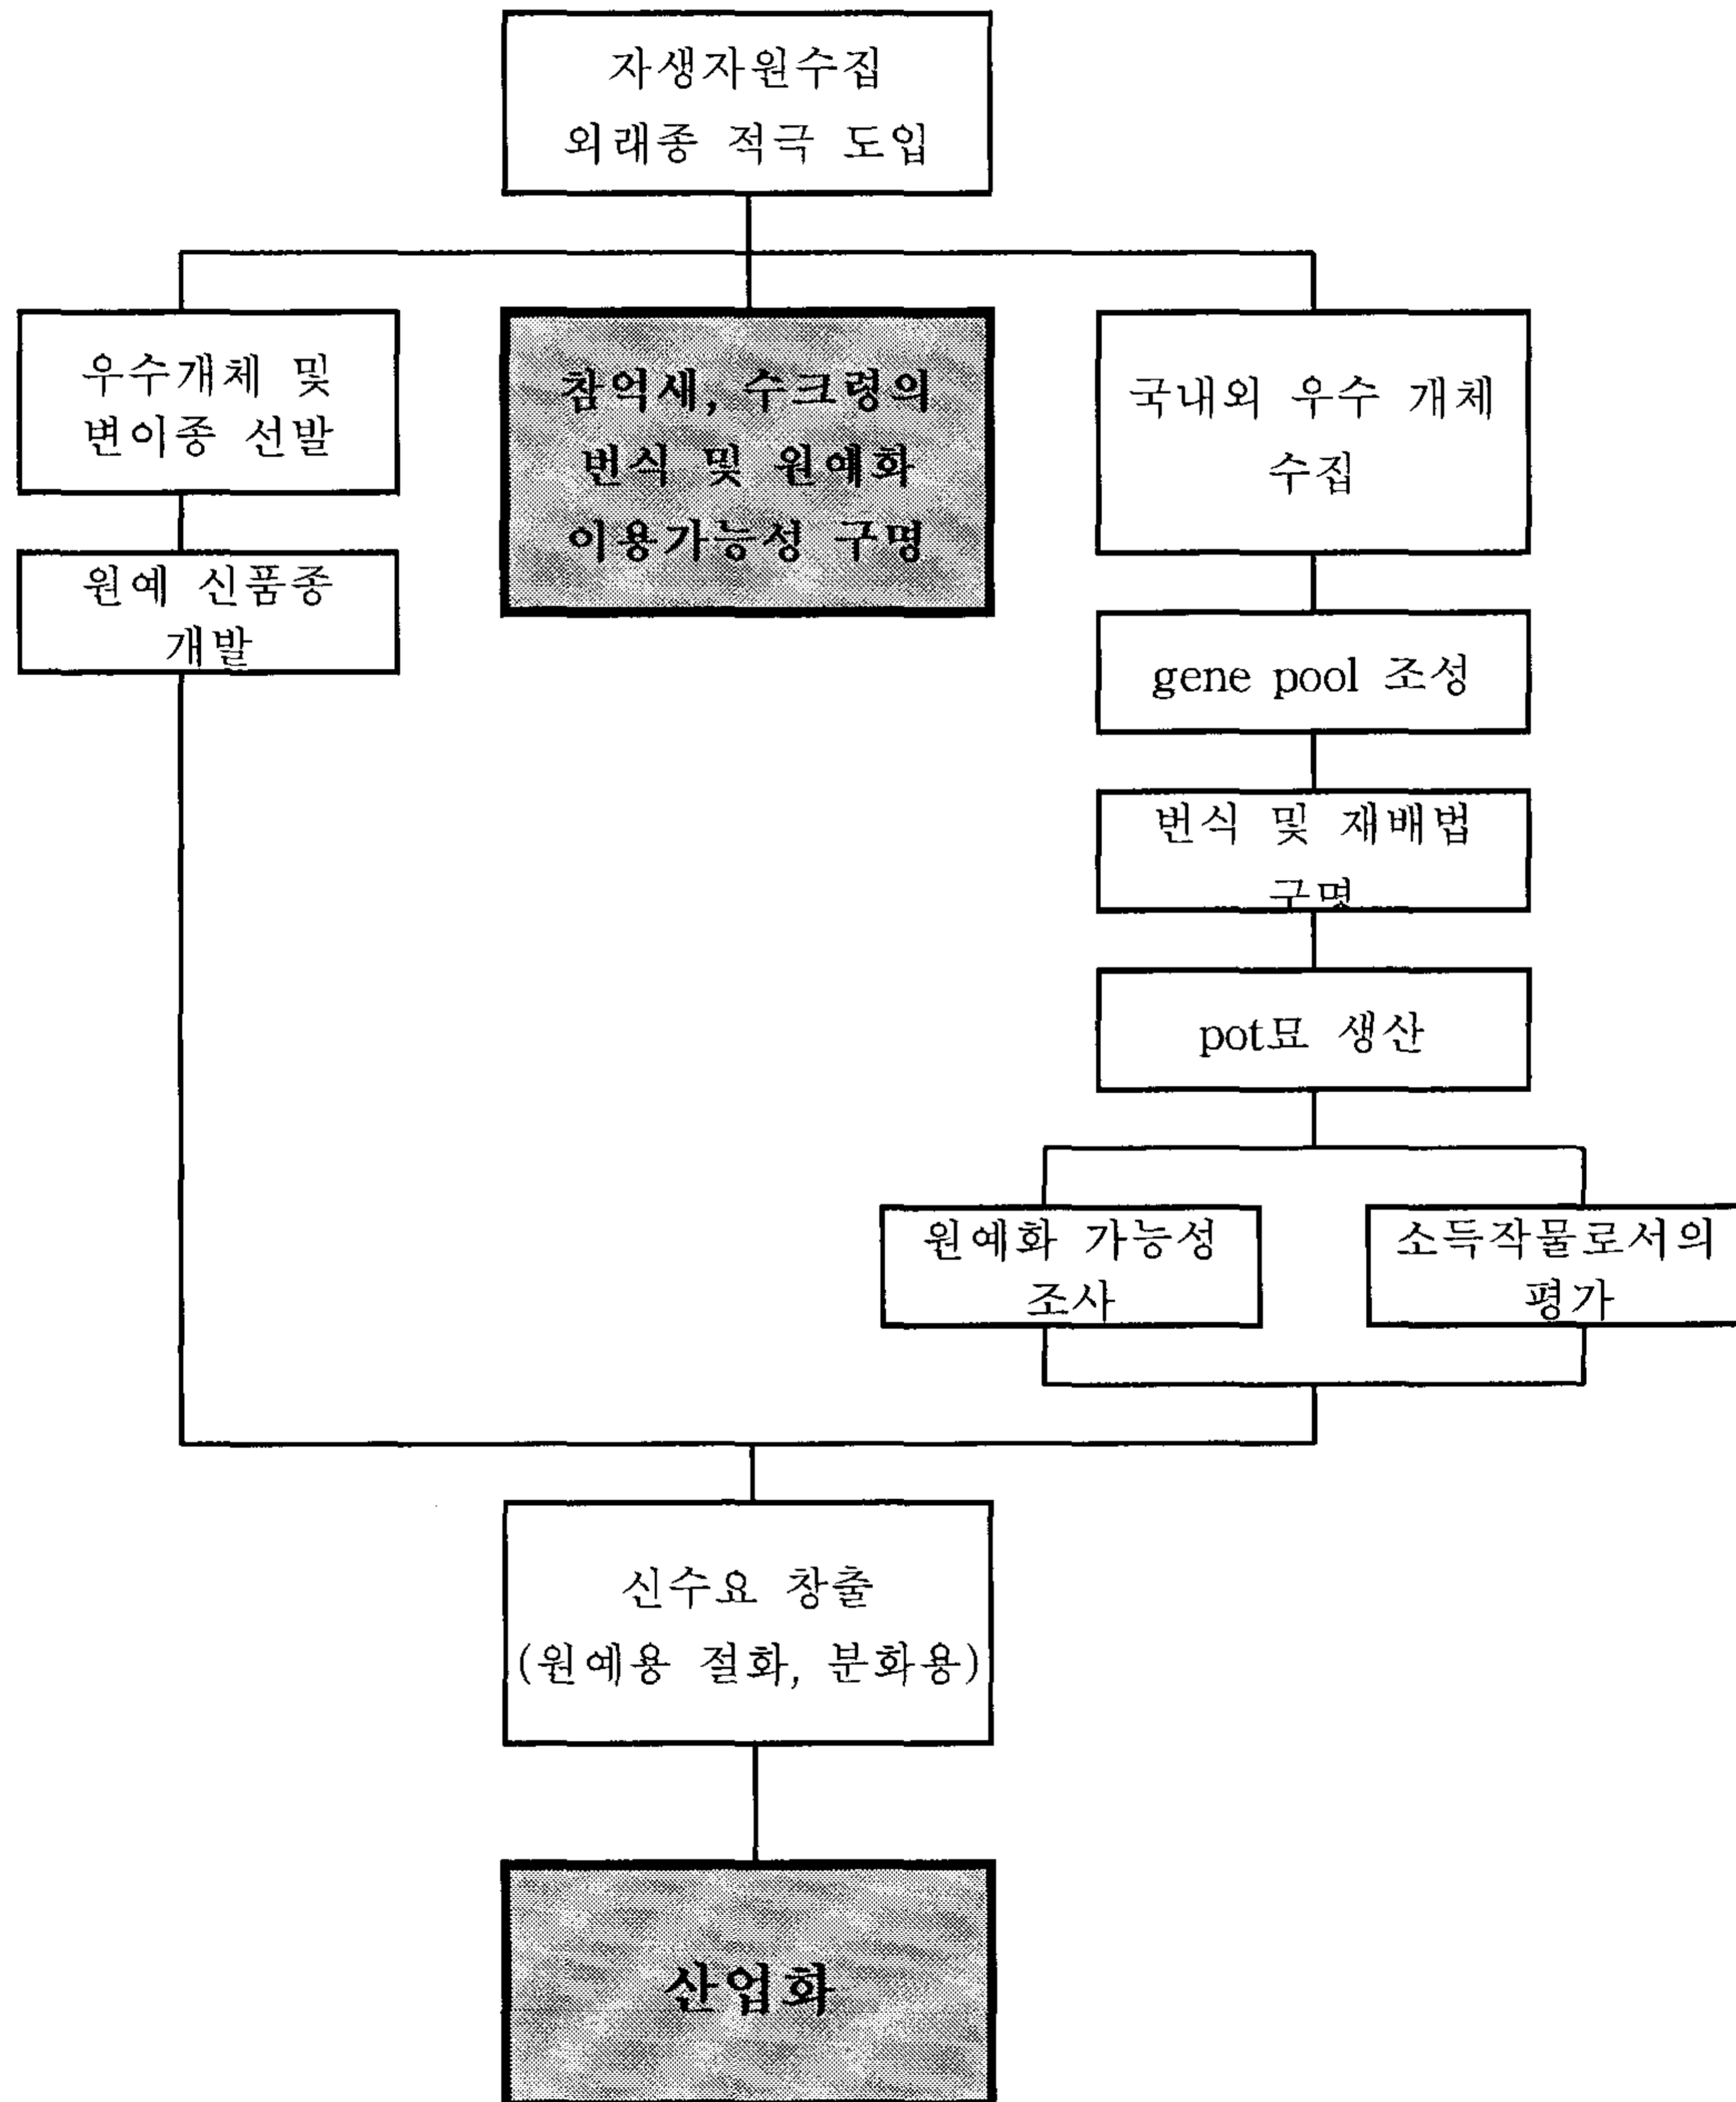 자생자원수집
외래종 적극 도입
우수개체 및
변이종 선발
참억새, 수크령의
번식 및 원예화
이용가능성 구명
국내외 우수 개체
수집
원예 신품종
개발
gene pool 조성
번식 및 재배법
구명
pot묘 생산
원예화 가능성
조사
소득작물로서의
평가
신수요 창출
(원예용 절화, 분화용)
산업화